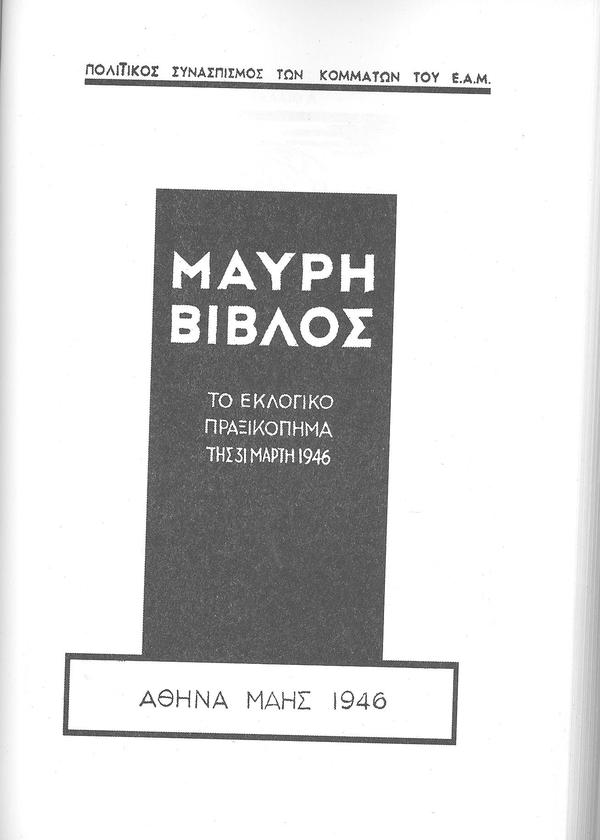 ΠΟΛΙΤΙΚΟΣ ΣΥΝΑΣΠΙΣΜΟΣ ΤΩΝ ΚΟΜΜΑΤΩΝ ΤΟΥ Ε.Α.Μ.
ΜΑΥΡΗ
ΒΙΒΛΟΣ
ΤΟ ΕΚΛΟΓΙΚΟ
ΠΡΑΞΙΚΟΠΗΜΑ
ΤΗΣ 31 ΜΑΡΤΗ 1946
ΑΘΗΝΑ ΜΑΗΣ 1946